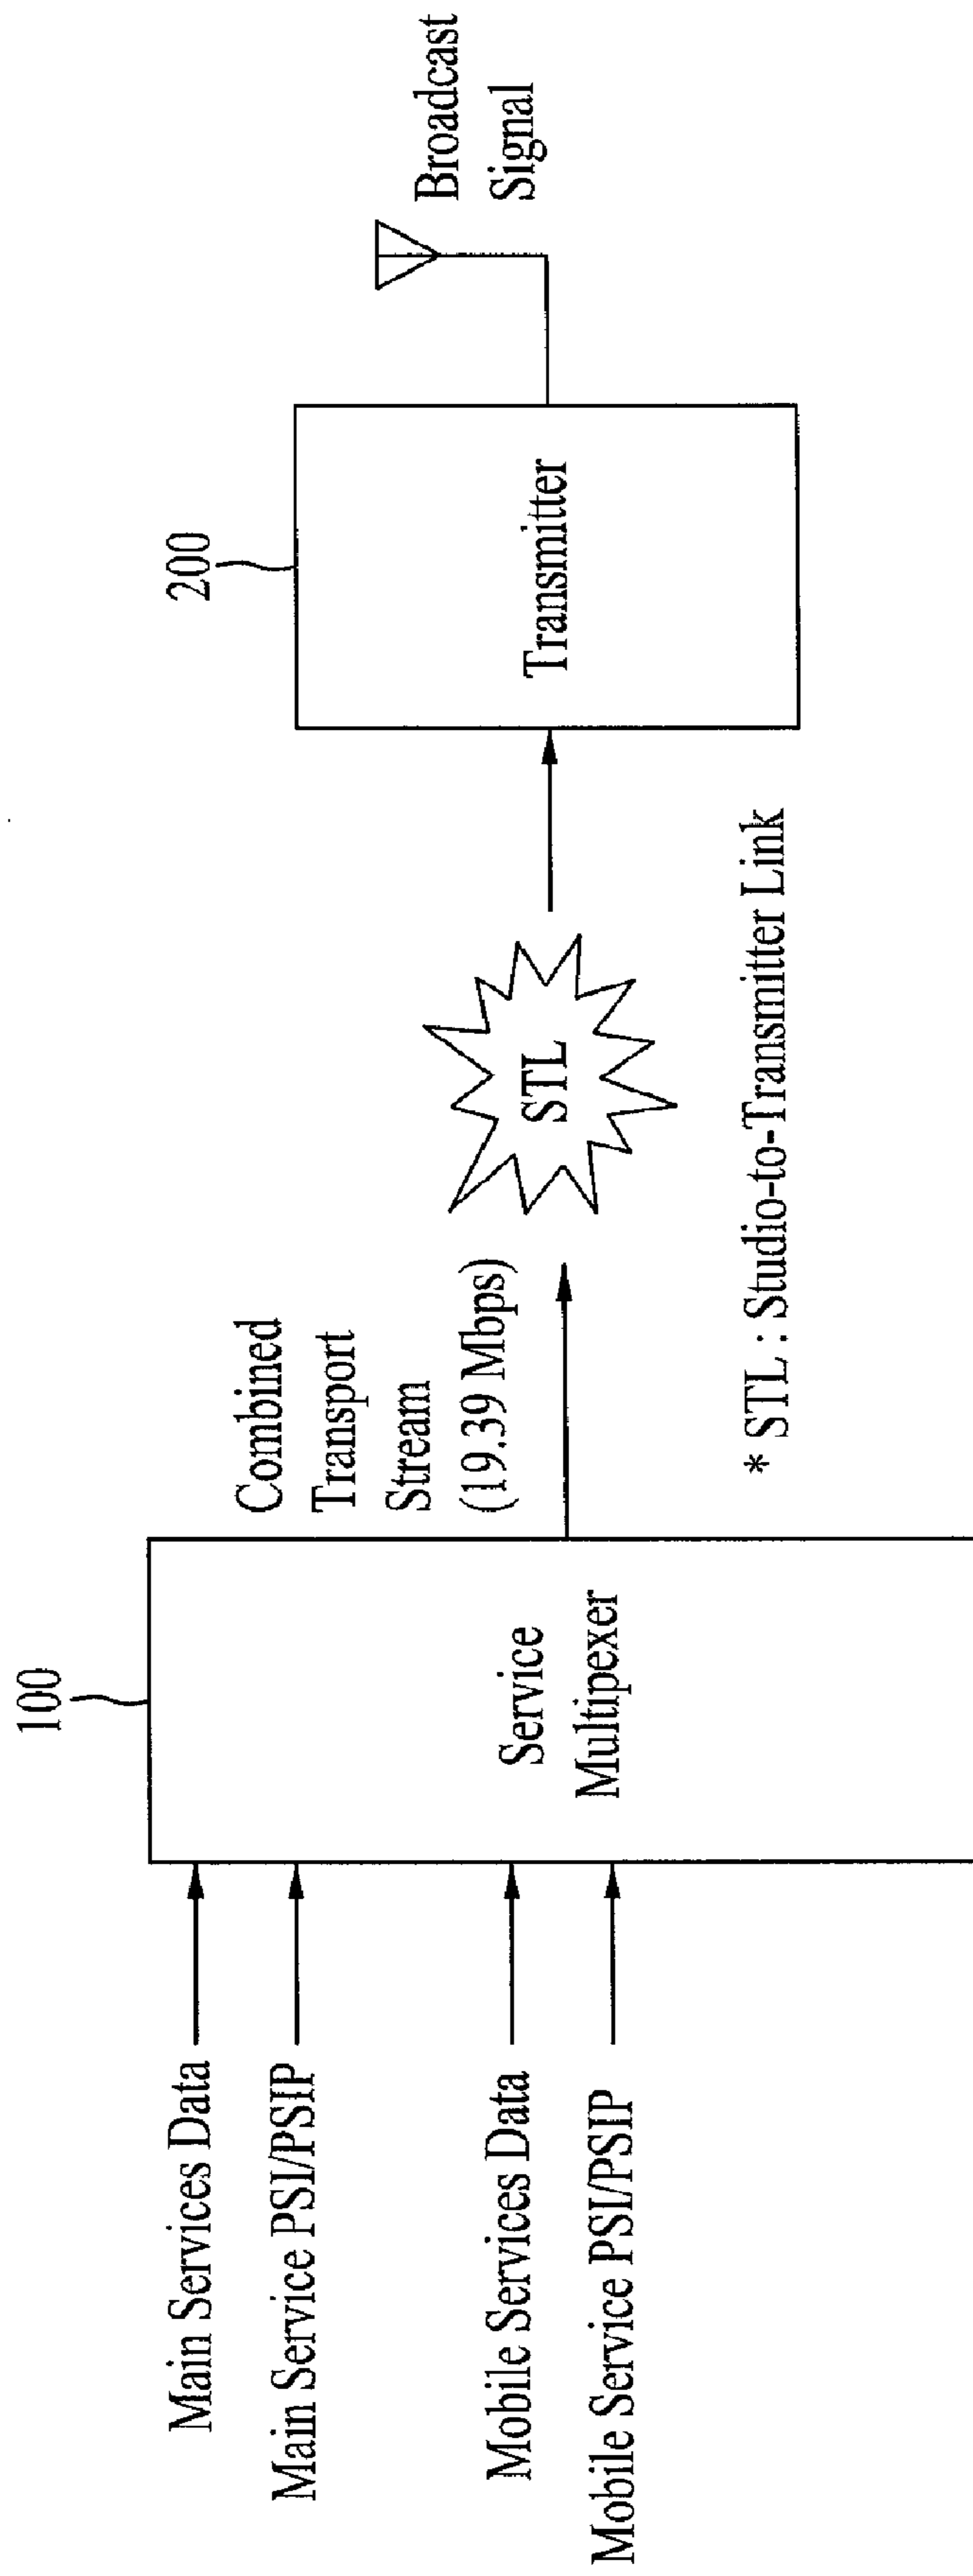 100
200
Main Services Data
Main Service PSI/PSIP
Mobile Services Data
Mobile Service PSI/PSIP
Service
Multipexer
Combined
Transport
Stream
(19.39 Mbps)
STL
Transmitter
Broadcast
Signal
* STL : Studio-to-Transmitter Link